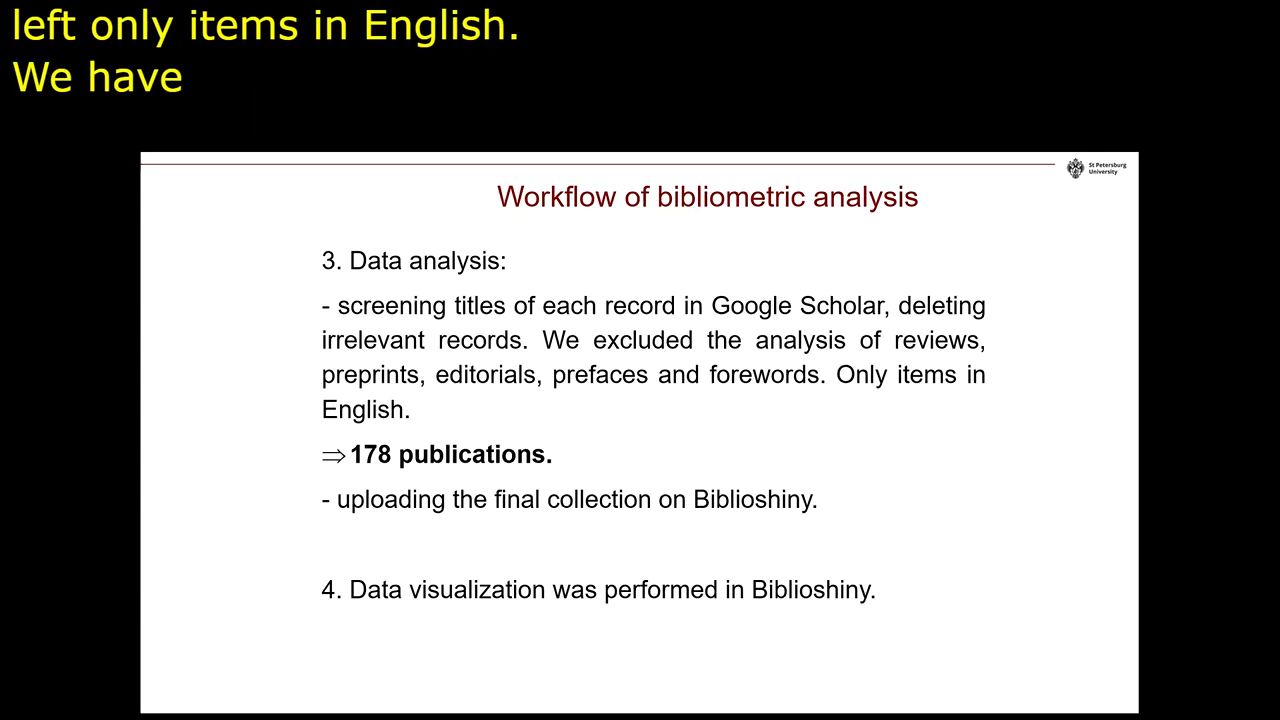 left only items in English.
We have
St Petersburg
University
Workflow of bibliometric analysis
3. Data analysis:
- screening titles of each record in Google Scholar, deleting
irrelevant records. We excluded the analysis of reviews,
preprints, editorials, prefaces and forewords. Only items in
English.
⇒178 publications.
- uploading the final collection on Biblioshiny.
4. Data visualization was performed in Biblioshiny.